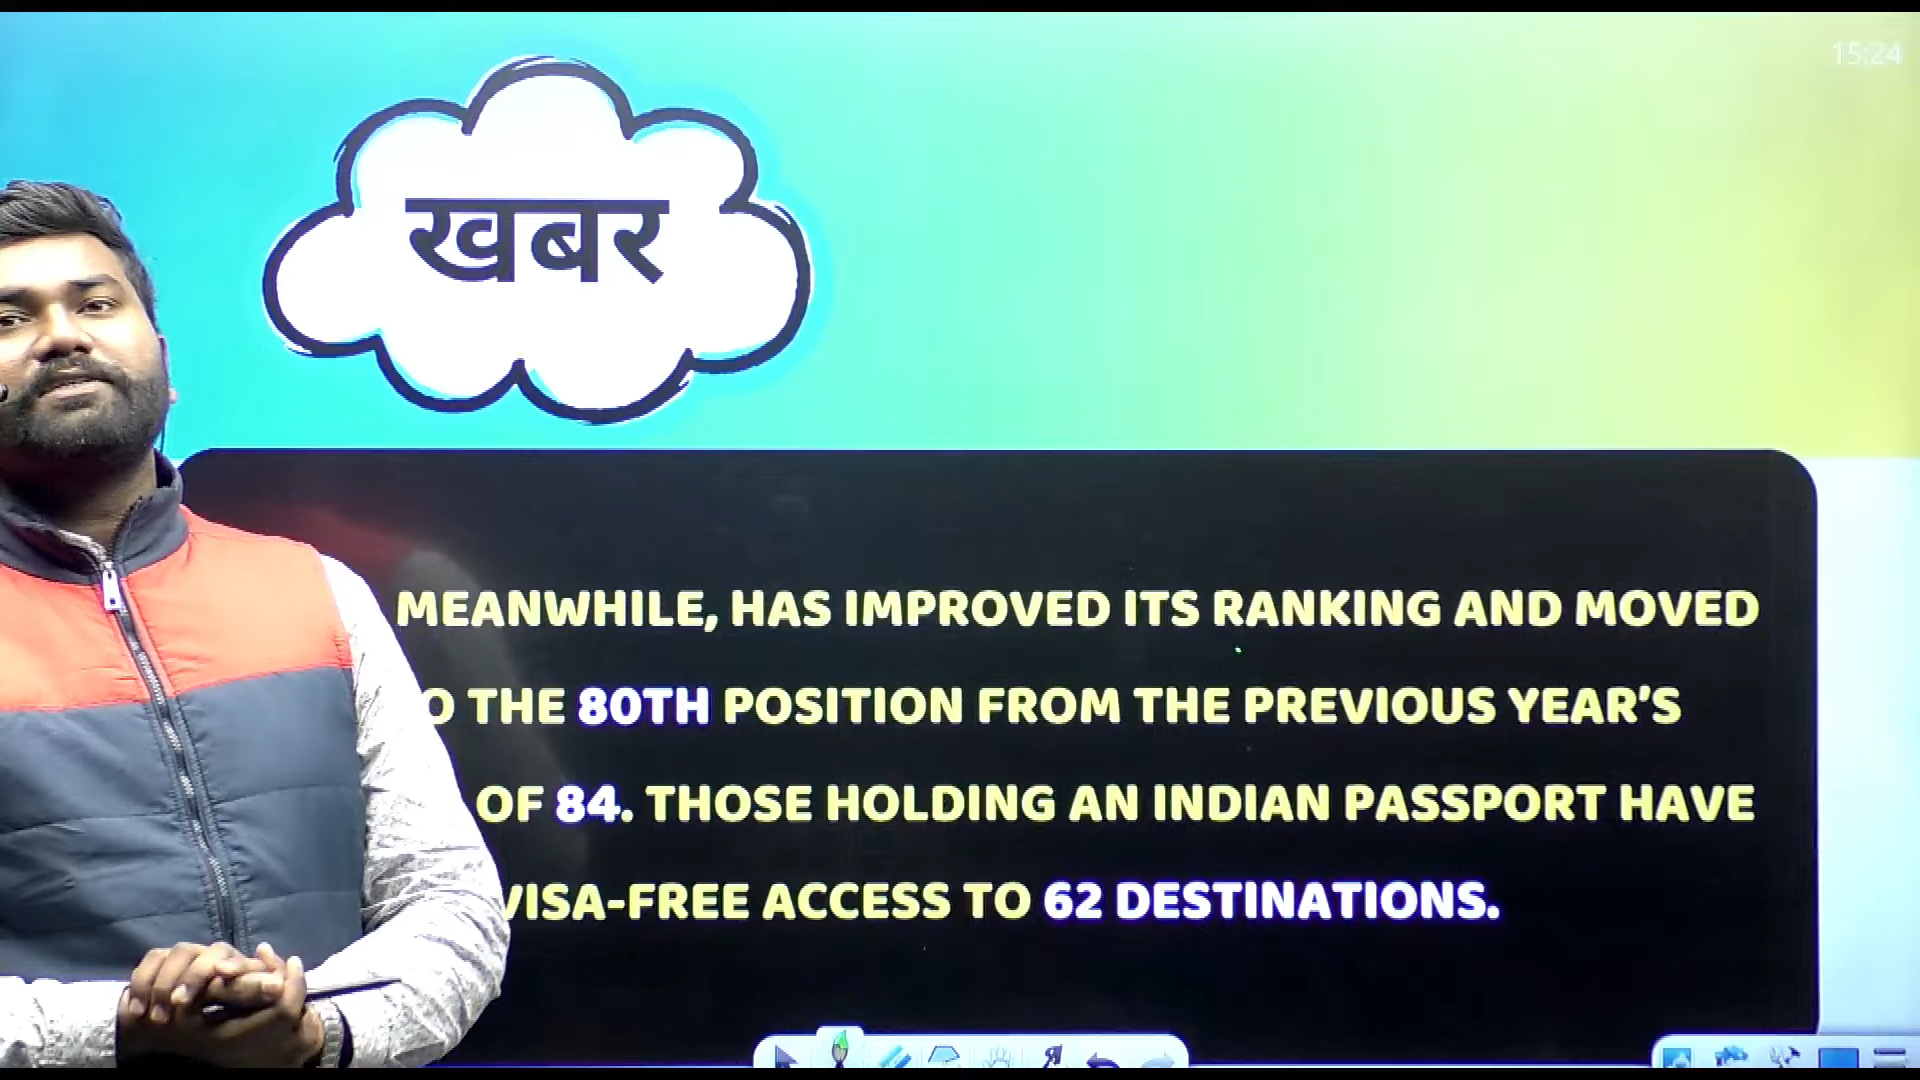 15:24
खबर
MEANWHILE, HAS IMPROVED ITS RANKING AND MOVED
THE 80TH POSITION FROM THE PREVIOUS YEAR'S
OF 84. THOSE HOLDING AN INDIAN PASSPORT HAVE
VISA-FREE ACCESS TO 62 DESTINATIONS.